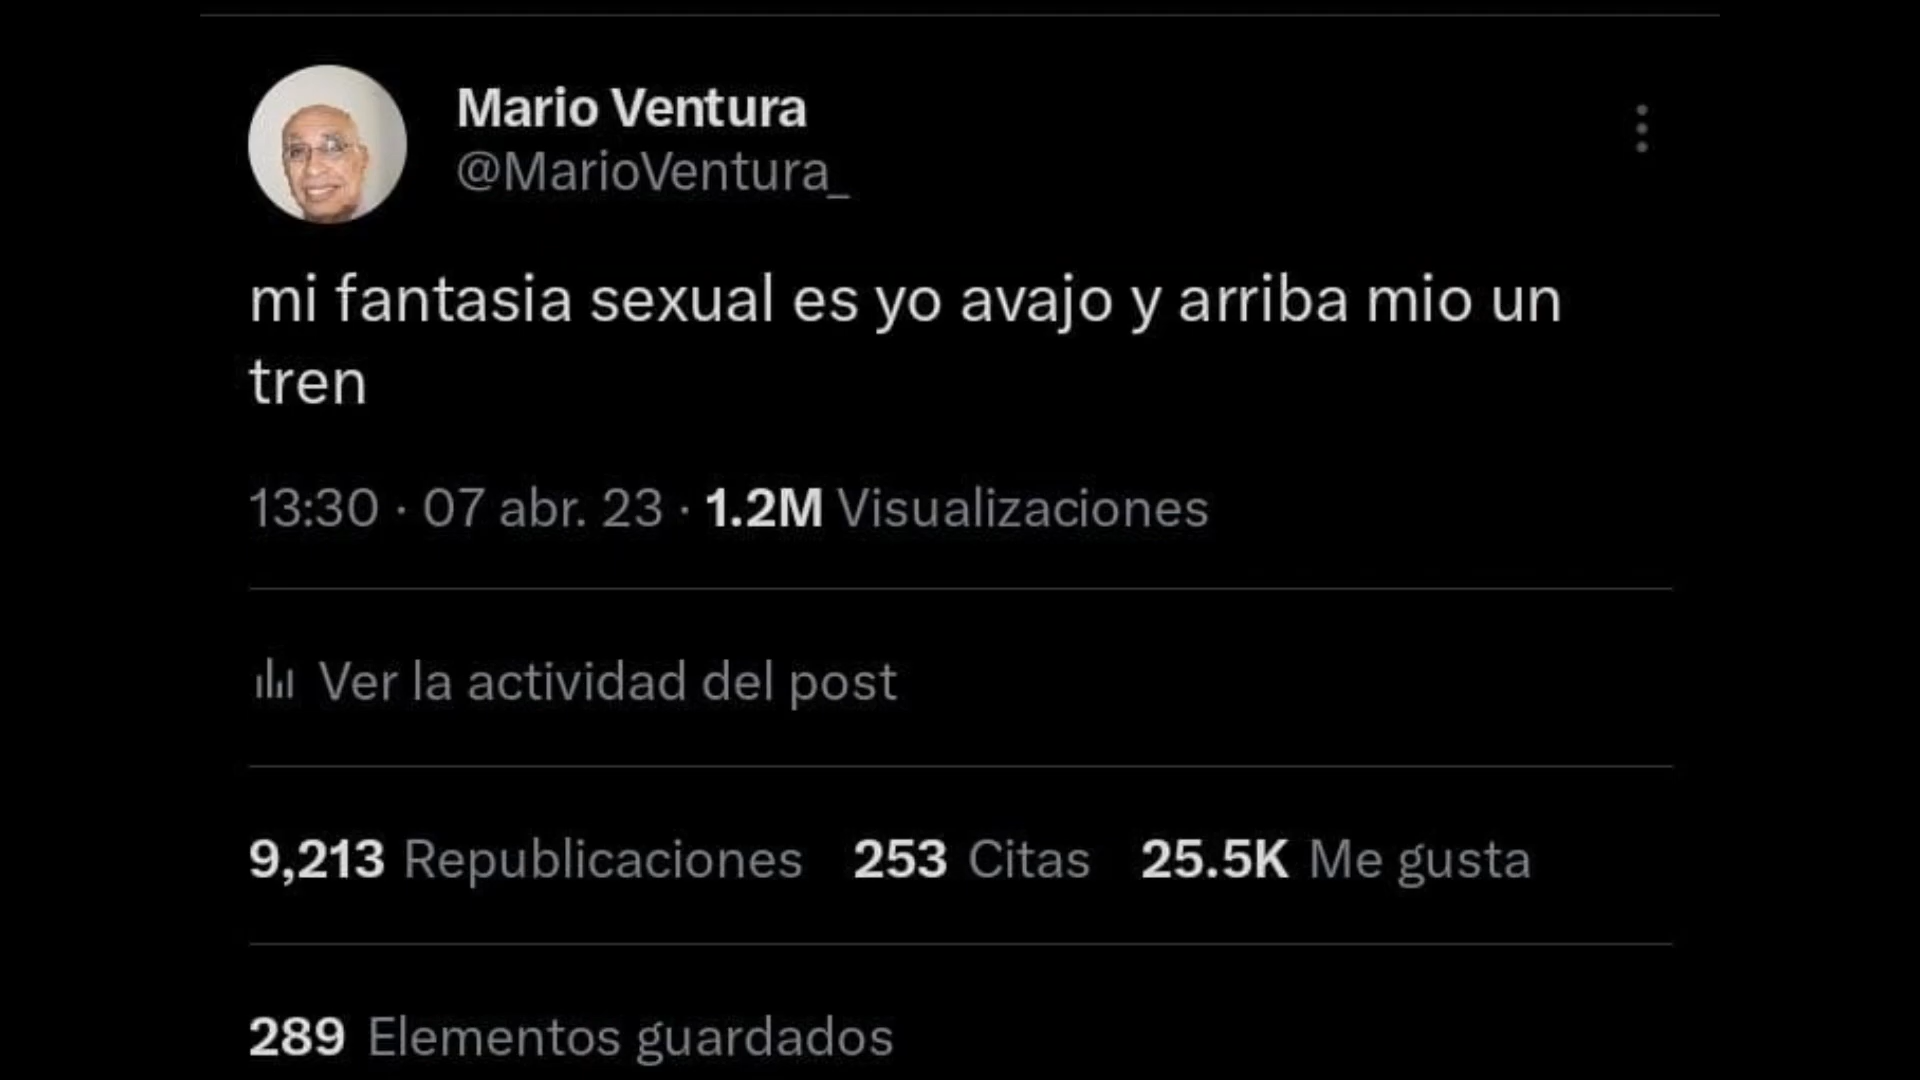 Mario Ventura
@MarioVentura_
mi fantasia sexual es yo avajo y arriba mio un
tren
13:30 · 07 abr. 23 · 1.2M Visualizaciones
Ver la actividad del post
9,213 Republicaciones 253 Citas 25.5K Me gusta
289 Elementos guardados